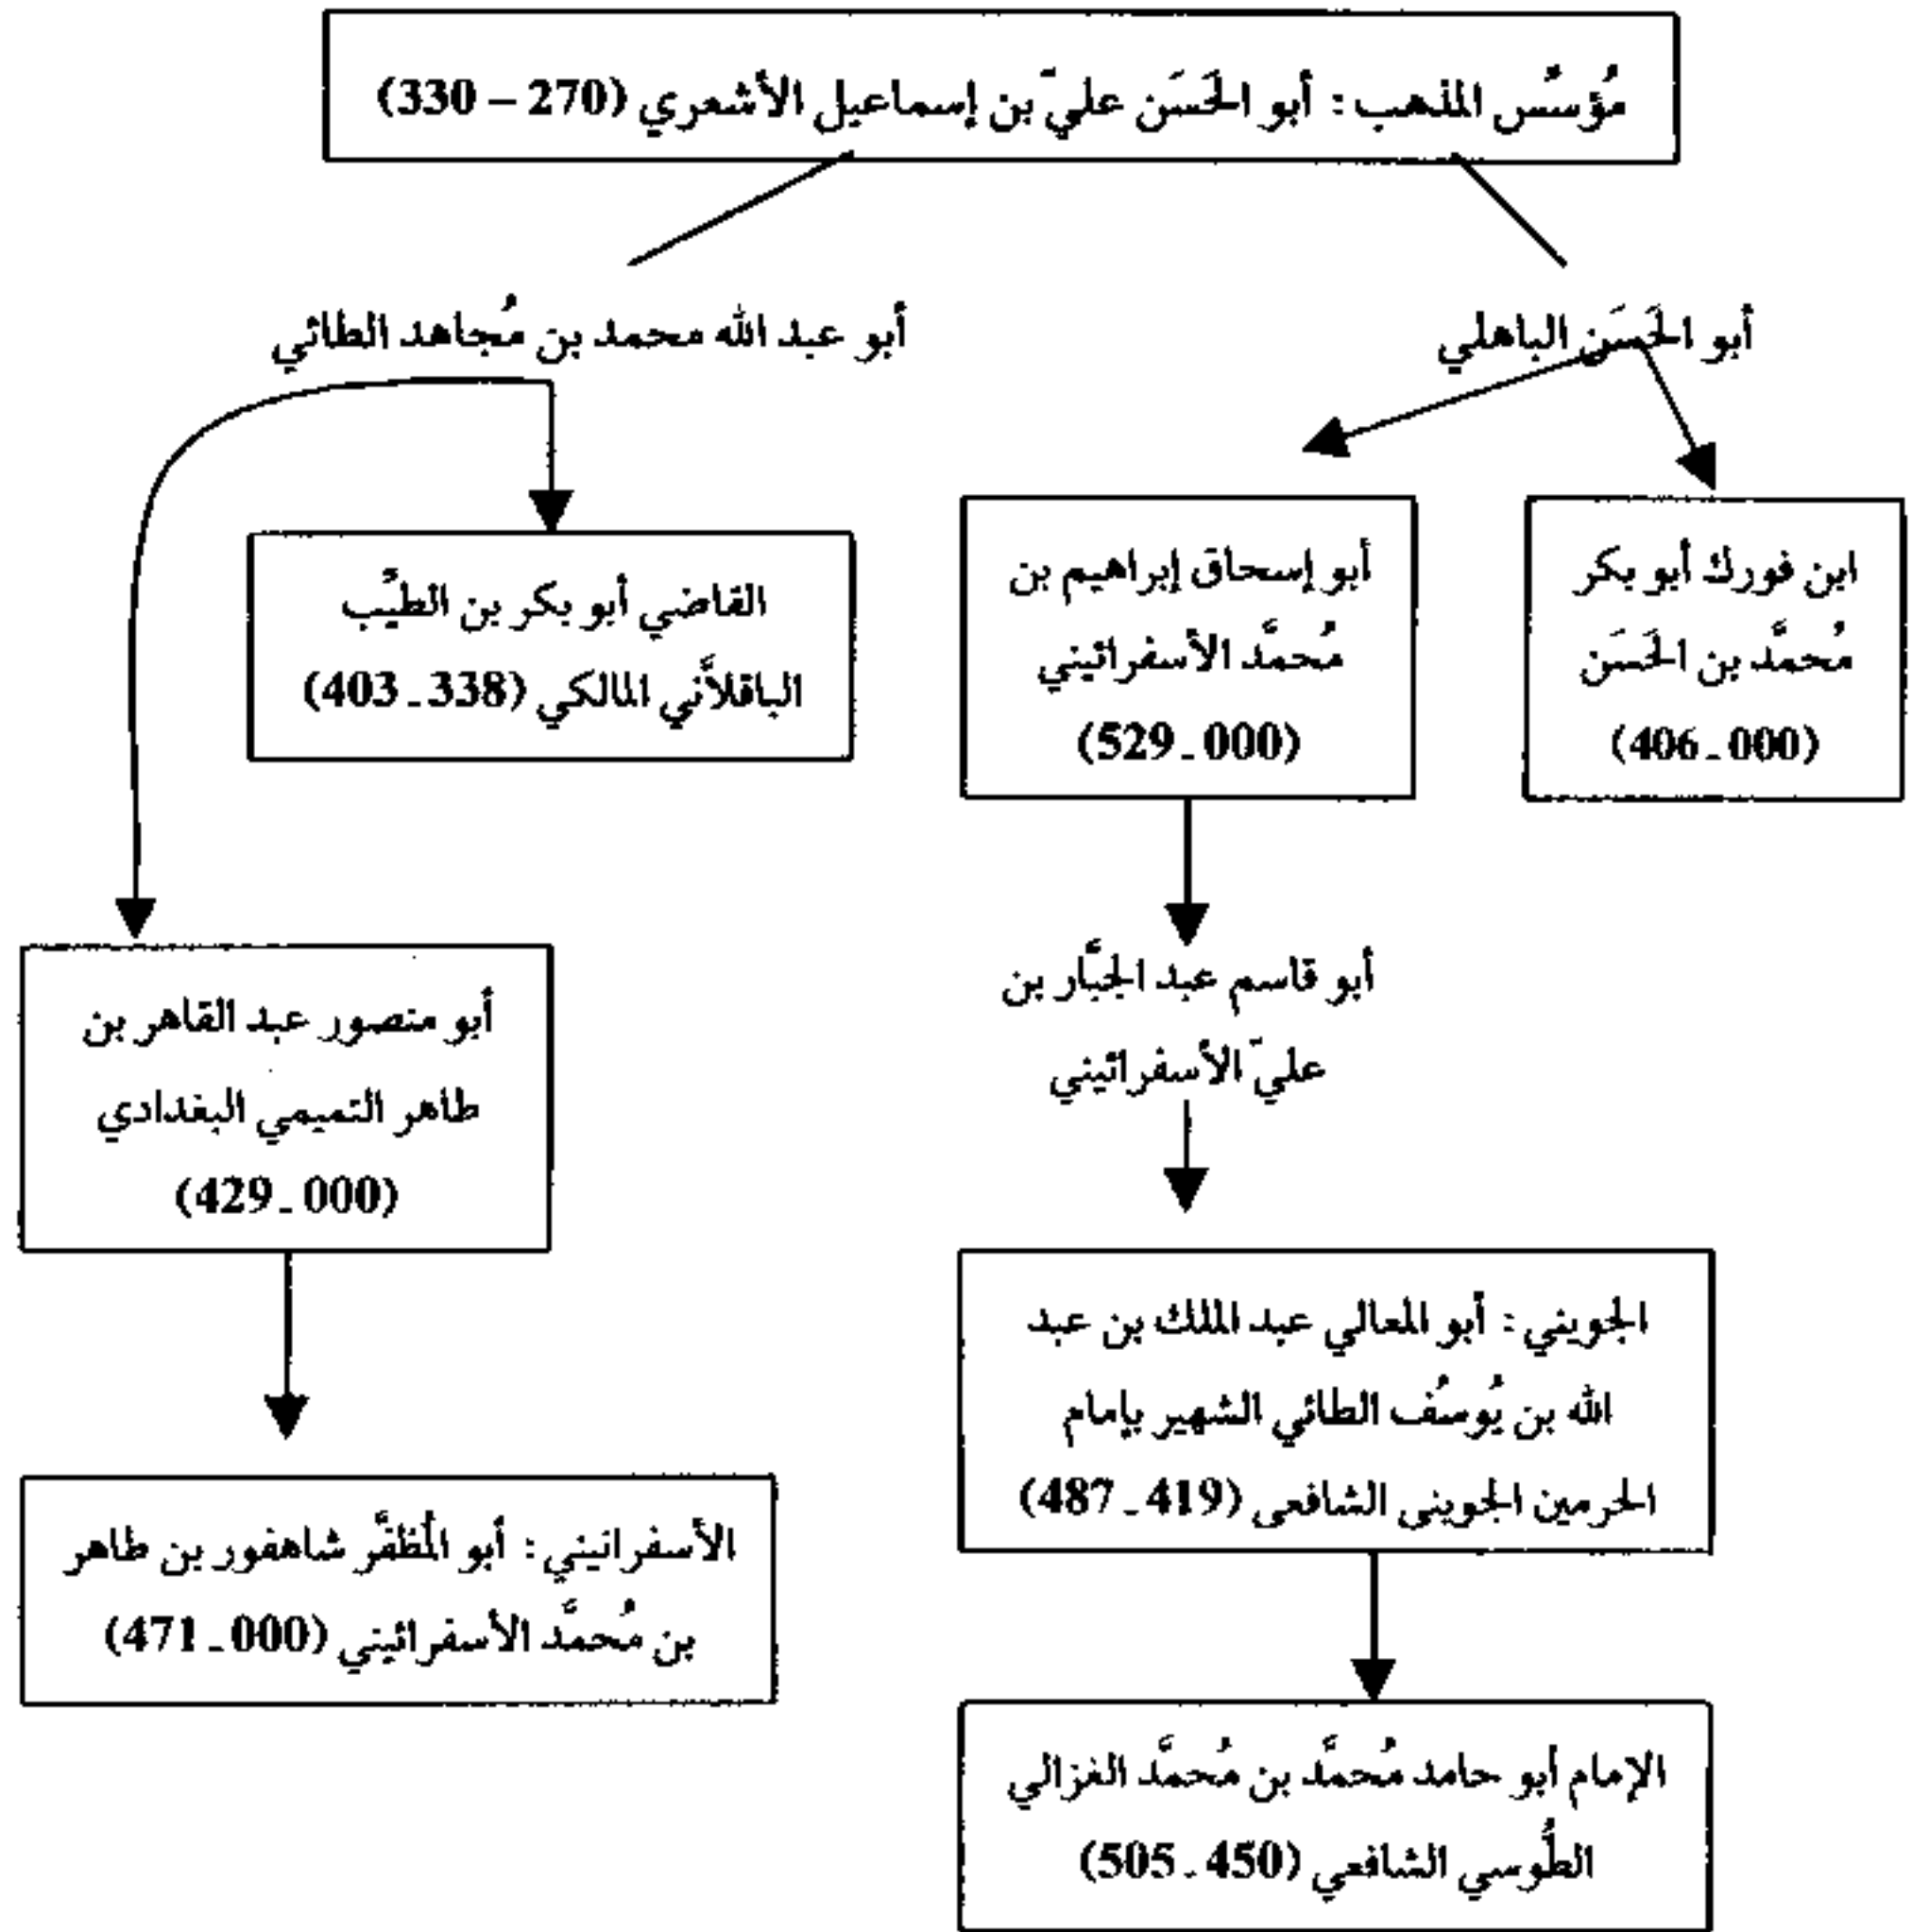 مُؤسِّس المذهب : أبو الحَسَن عليّ بن إسماعيل الأشعري (270 – 330)
أبو الحَسَن الباهلي
أبو عبد الله محمد بن مُجاهد الطائي
ابن فورك أبو بكر
مُحمَّد بن الحَسَن
(000 ـ 406)
أبو إسحاق إبراهيم بن
مُحمَّد الأسفرائيني
(000 ـ 529)
القاضي أبو بكر بن الطيِّب
الباقلاَّني المالكي (338 ـ 403)
أبو قاسم عبد الجبَّار بن
عليّ الأسفرائيني
أبو منصور عبد القاهر بن
طاهر التميمي البغدادي
(000 ـ 429)
الجويني : أبو المعالي عبد الملك بن عبد
الله بن يُوسُف الطائي الشهير بإمام
الحرمين الجويني الشافعي (419 ـ 487)
الأسفرائيني : أبو المُظفَّر شاهفور بن طاهر
بن مُحمَّد الأسفرائيني (000 ـ 471)
الإمام أبو حامد مُحمَّد بن مُحمَّد الغزالي
الطُوسي الشافعي (450 ـ 505)